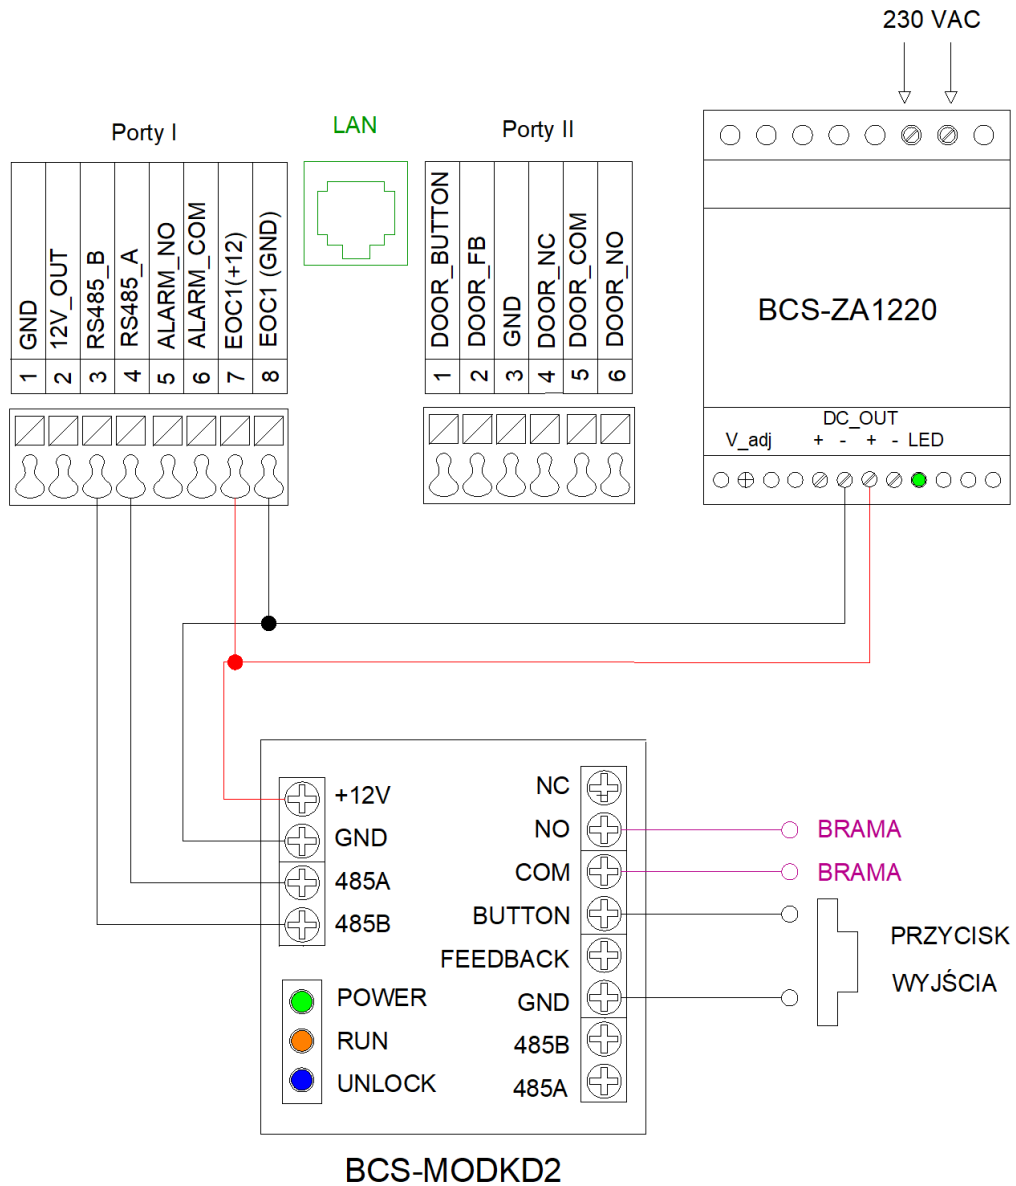 230 VAC
Porty I
LAN
Porty II
GND
12V_OUT
RS485_B
RS485_A
ALARM_NO
ALARM_COM
EOC1(+12)
EOC1 (GND)
1
2
3
4
5
6
7
8
DOOR_BUTTON
DOOR_FB
GND
DOOR_NC
DOOR_COM
DOOR_NO
1
2
3
4
5
6
BCS-ZA1220
DC_OUT
V_adj + - + - LED
+12V
GND
485A
485B
POWER
RUN
UNLOCK
NC
NO
COM
BUTTON
FEEDBACK
GND
485B
485A
BRAMA
BRAMA
PRZYCISK
WYJŚCIA
BCS-MODKD2